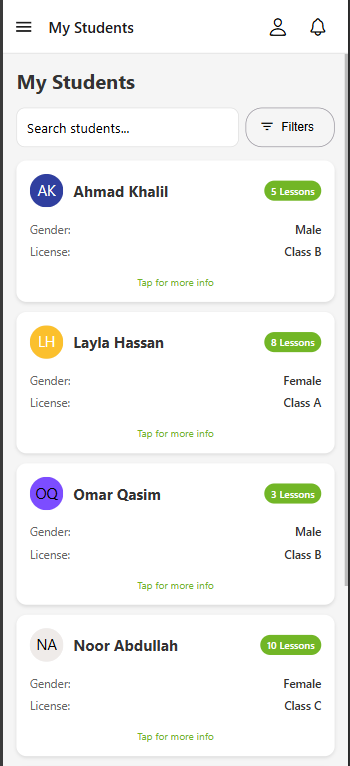 My Students
My Students
Search students...
Filters
AK Ahmad Khalil 5 Lessons
Gender: Male
License: Class B
Tap for more info
LH Layla Hassan 8 Lessons
Gender: Female
License: Class A
Tap for more info
OQ Omar Qasim 3 Lessons
Gender: Male
License: Class B
Tap for more info
NA Noor Abdullah 10 Lessons
Gender: Female
License: Class C
Tap for more info